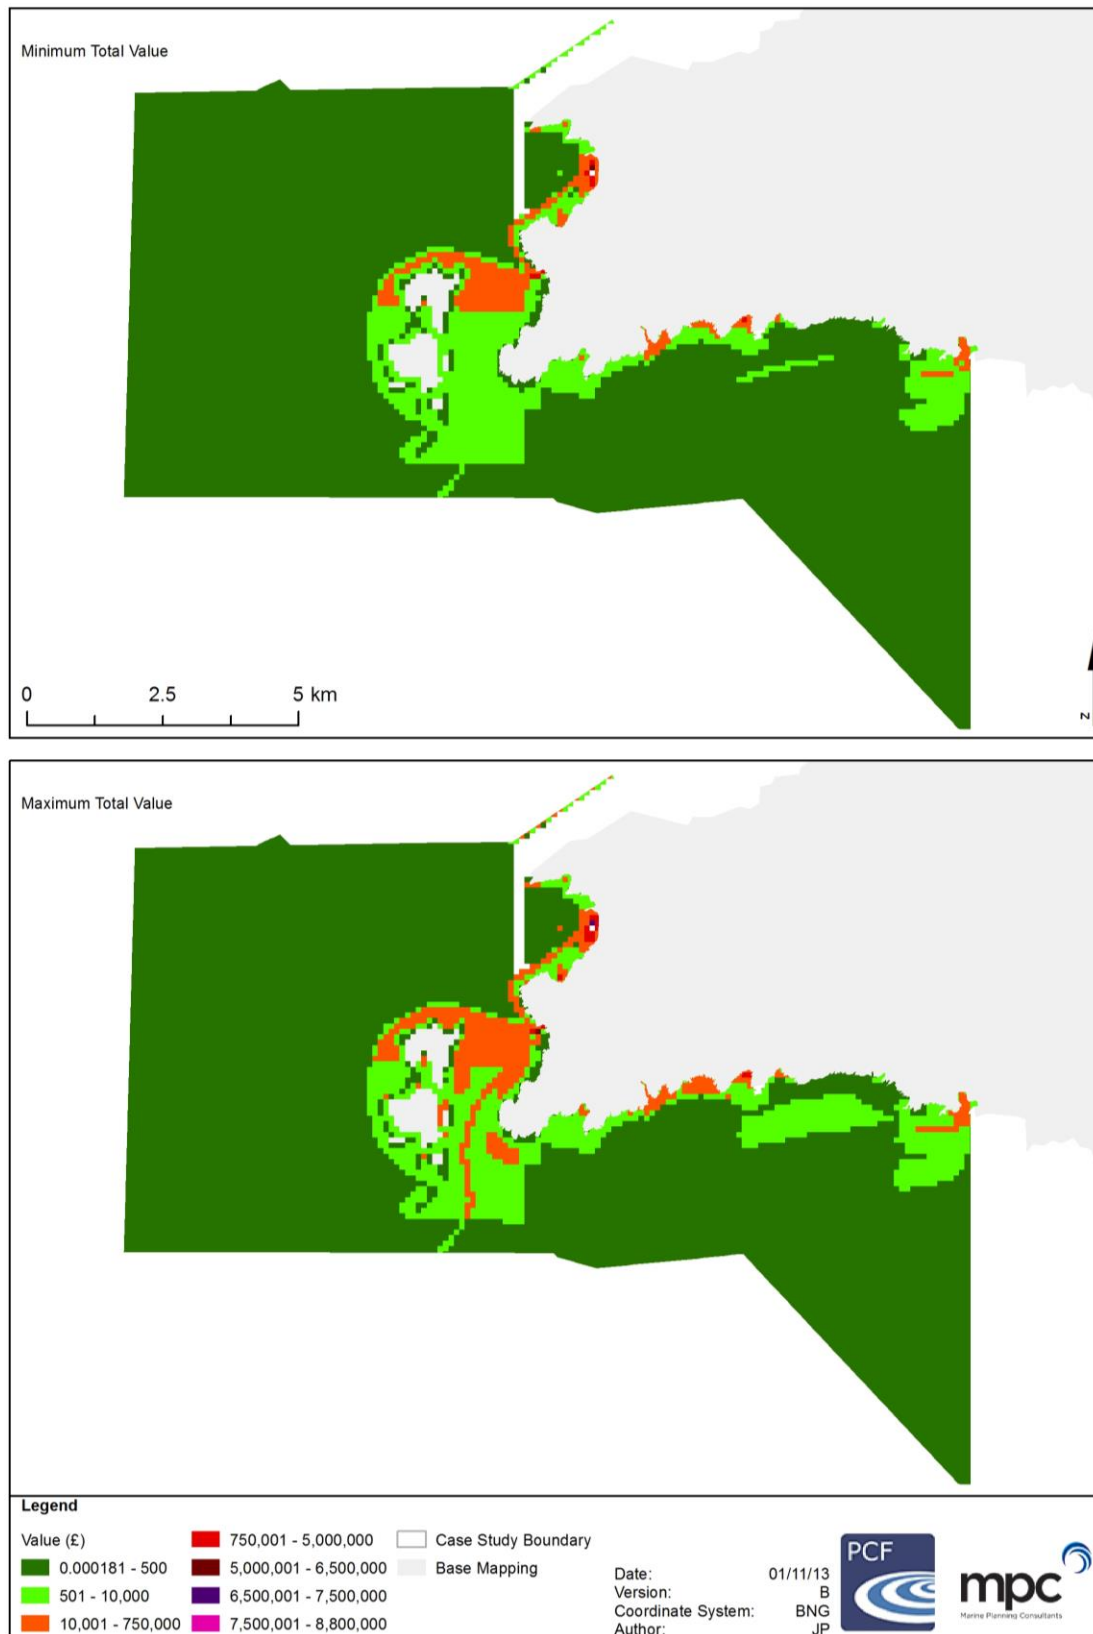 Minimum Total Value
0 2.5 5 km
z
Maximum Total Value
Legend
Value (£)
0.000181 - 500
501 - 10,000
10,001 - 750,000
750,001 - 5,000,000
5,000,001 - 6,500,000
6,500,001 - 7,500,000
7,500,001 - 8,800,000
Case Study Boundary
Base Mapping
Date: 01/11/13
Version: B
Coordinate System: BNG
Author: JP
PCF
mpc
Marine Planning Consultants